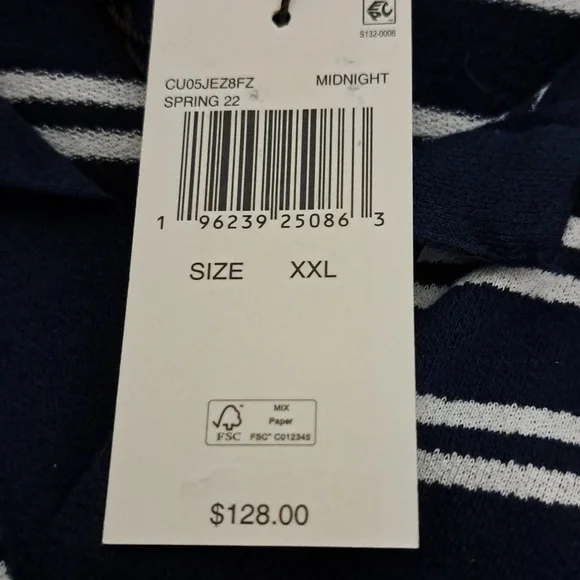 S132-0006
CU05JEZ8FZ MIDNIGHT
SPRING 22
1 96239 25086 3
SIZE XXL
MIX
Paper
FSC FSC® C012345
$128.00